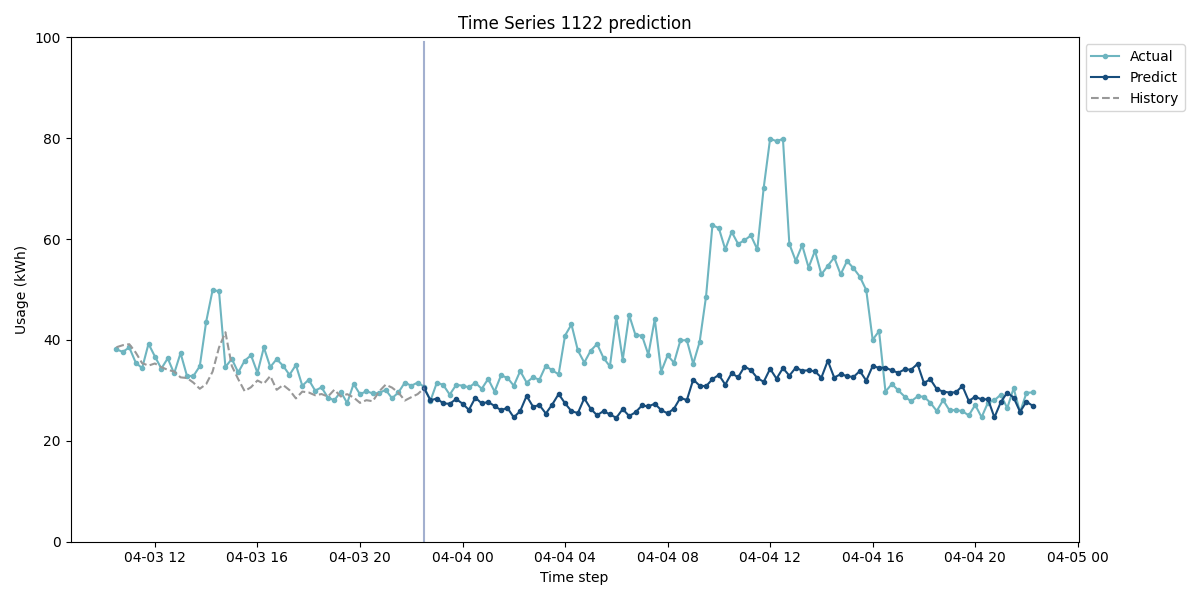 Time Series 1122 prediction
100
80
60
40
20
0
Usage (kWh)
04-03 12
04-03 16
04-03 20
04-04 00
04-04 04
04-04 08
04-04 12
04-04 16
04-04 20
04-05 00
Time step
Actual
Predict
History